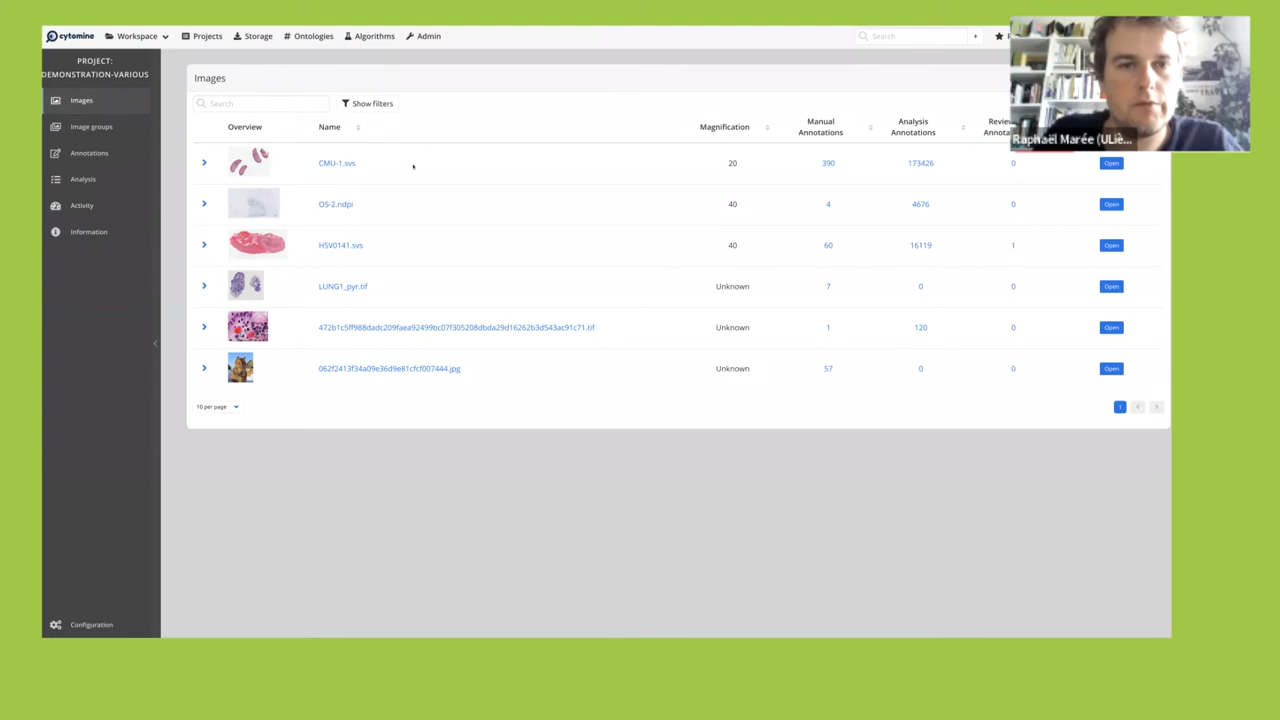 cytomine Workspace Projects Storage Ontologies Algorithms Admin Search +
PROJECT:
DEMONSTRATION-VARIOUS
Images
Image groups
Annotations
Analysis
Activity
Information
Configuration
Images
Search Show filters
Overview Name Magnification Manual Annotations Analysis Annotations
CMU-1.svs 20 390 173426 0 Open
OS-2.ndpi 40 4 4676 0 Open
HSV0141.svs 40 60 16119 1 Open
LUNG1_pyr.tif Unknown 7 0 0 Open
472b1c5ff988dadc209faea92499bc07f305208dbda29d16262b3d543ac91c71.tif Unknown 1 120 0 Open
062f2413f34a09e36d9e81cfcf007444.jpg Unknown 57 0 0 Open
10 per page 1
Raphaël Marée (ULiè...